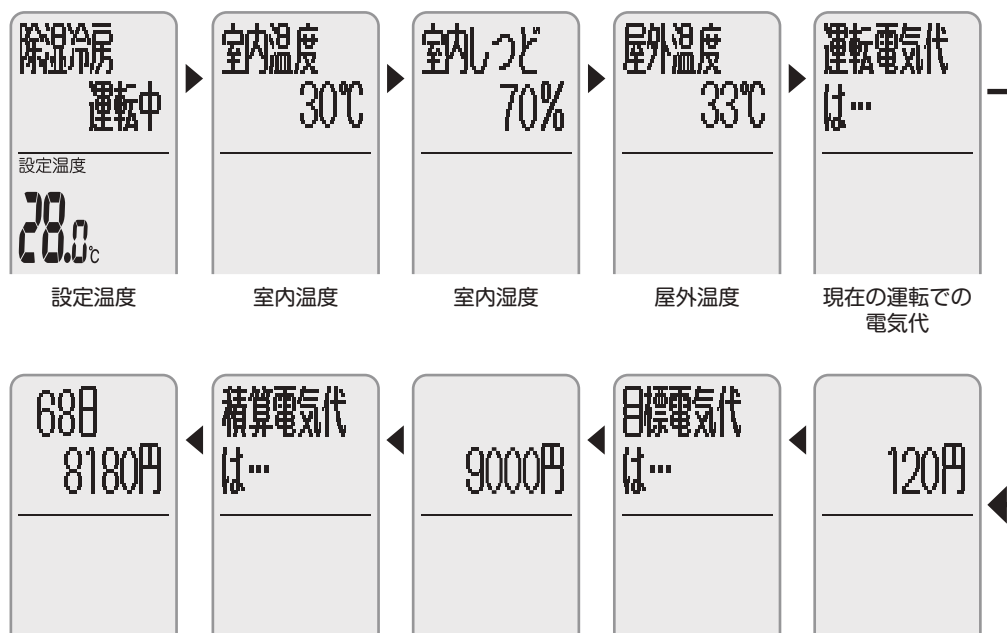 除湿冷房
運転中
設定温度
28.0℃
設定温度
室内温度
30℃
室内温度
室内しつど
70%
室内湿度
屋外温度
33℃
屋外温度
運転電気代
は…
現在の運転での
電気代
120円
目標電気代
は…
9000円
積算電気代
は…
68日
8180円